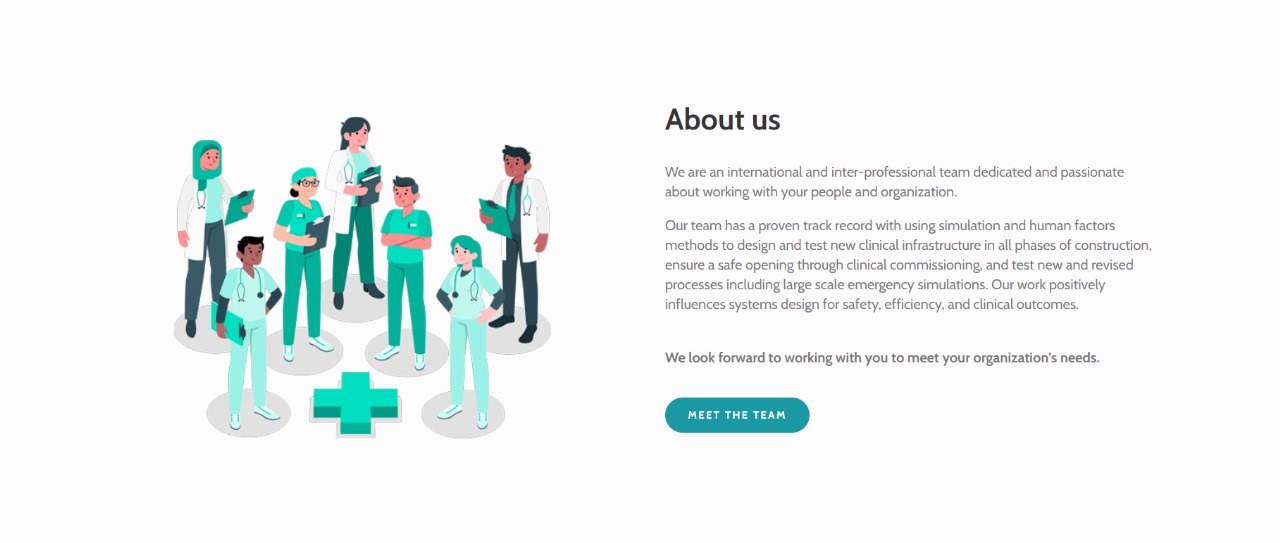 About us
We are an international and inter-professional team dedicated and passionate
about working with your people and organization.
Our team has a proven track record with using simulation and human factors
methods to design and test new clinical infrastructure in all phases of construction,
ensure a safe opening through clinical commissioning, and test new and revised
processes including large scale emergency simulations. Our work positively
influences systems design for safety, efficiency, and clinical outcomes.
We look forward to working with you to meet your organization's needs.
MEET THE TEAM